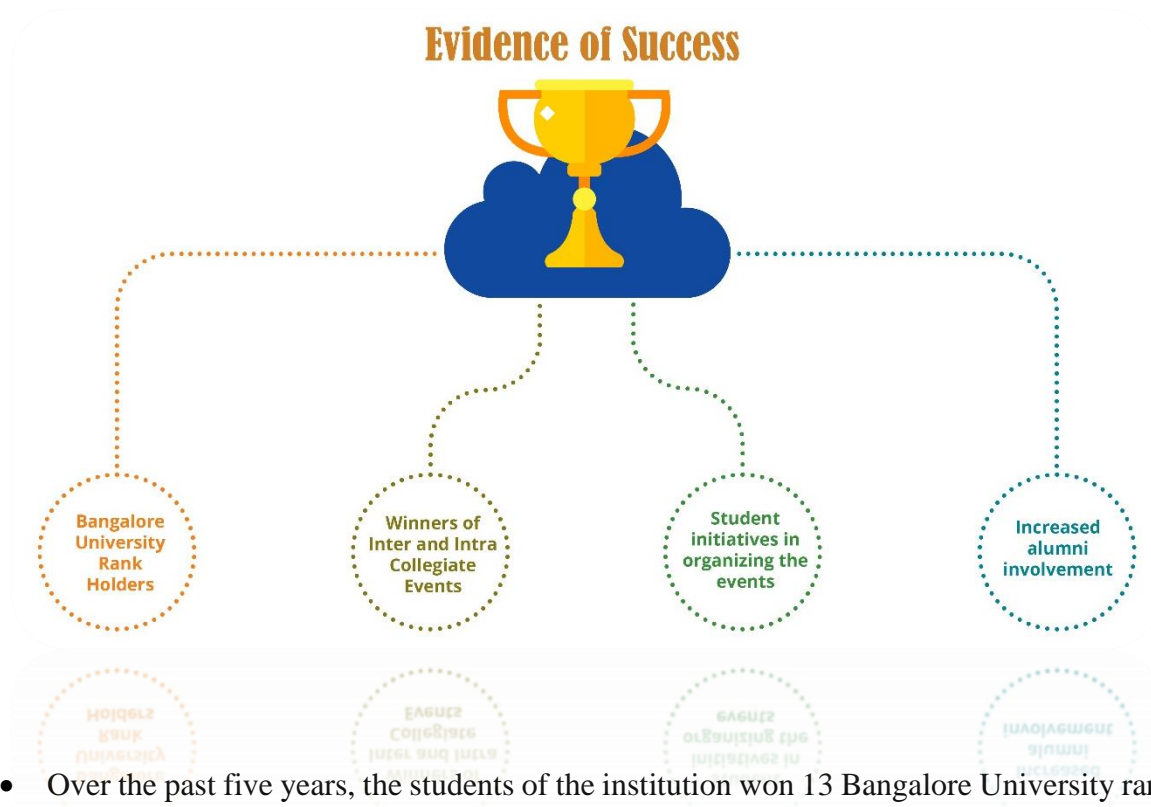 Evidence of Success
Bangalore
University
Rank
Holders
Winners of
Inter and Intra
Collegiate
Events
Student
initiatives in
organizing the
events
Increased
alumni
involvement
• Over the past five years, the students of the institution won 13 Bangalore University ran